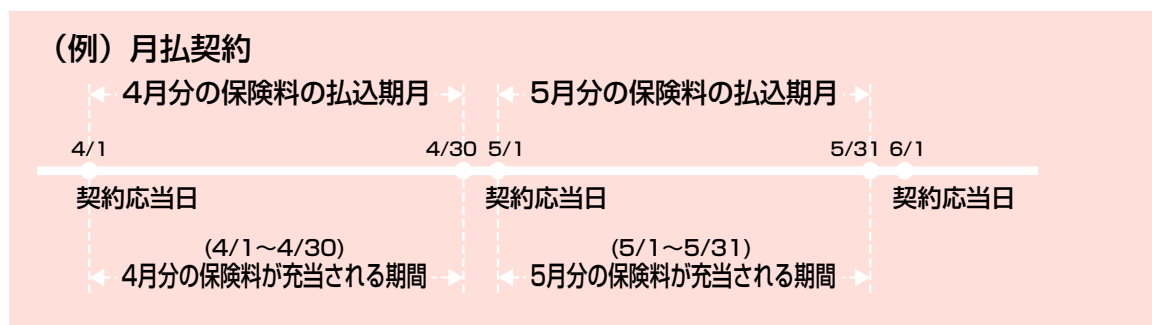 （例）月払契約
4月分の保険料の払込期月 5月分の保険料の払込期月
4/1 4/30 5/1 5/31 6/1
契約応当日 契約応当日 契約応当日
(4/1～4/30) (5/1～5/31)
4月分の保険料が充当される期間 5月分の保険料が充当される期間